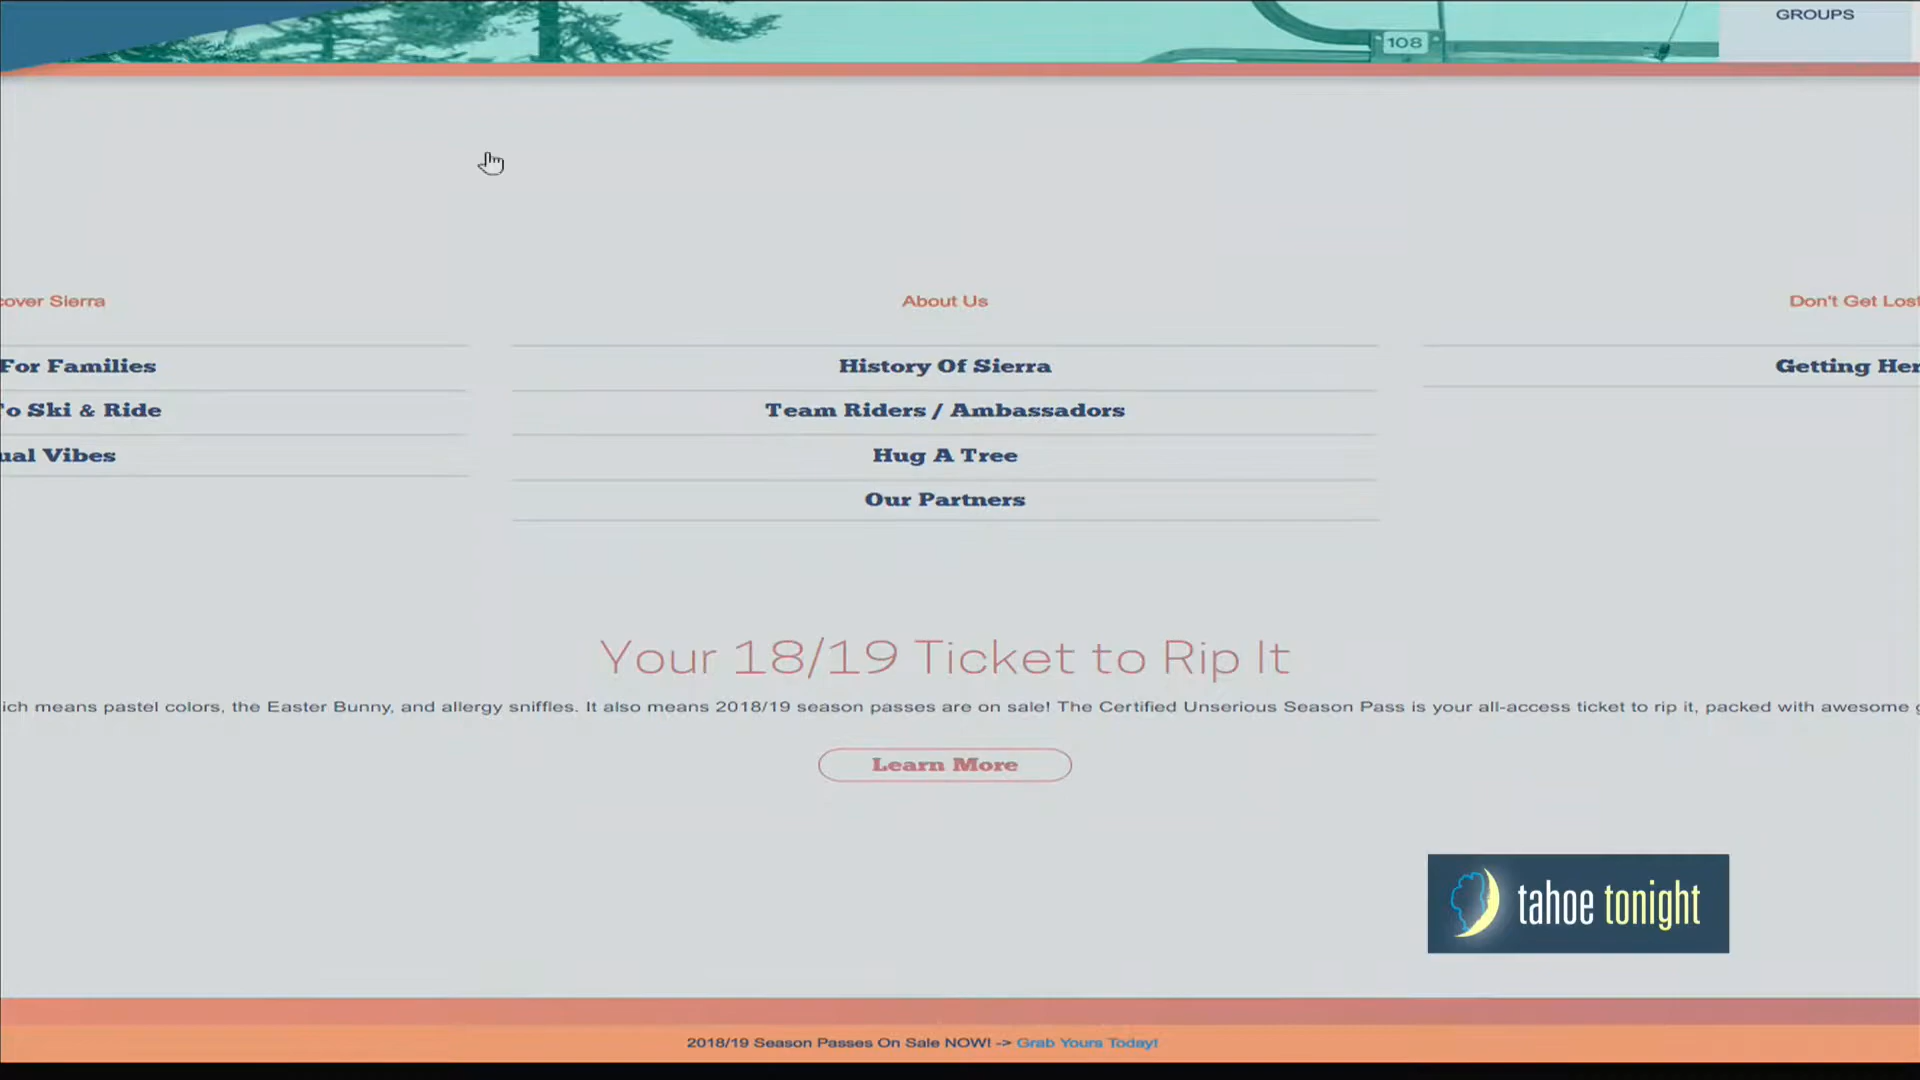 GROUPS
108
cover Sierra
About Us
Don't Get Lost
For Families
History Of Sierra
Getting Her
To Ski & Ride
Team Riders / Ambassadors
ual Vibes
Hug A Tree
Our Partners
Your 18/19 Ticket to Rip It
ich means pastel colors, the Easter Bunny, and allergy sniffles. It also means 2018/19 season passes are on sale! The Certified Unserious Season Pass is your all-access ticket to rip it, packed with awesome g
Learn More
tahoe tonight
2018/19 Season Passes On Sale NOW! -> Grab Yours Today!